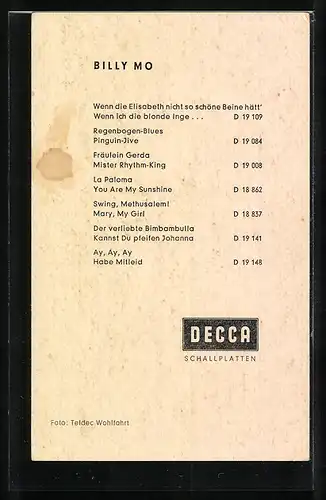 BILLY MO
Wenn die Elisabeth nicht so schöne Beine hätt'
Wenn ich die blonde Inge . . . D 19 109
Regenbogen-Blues
Pinguin-Jive D 19 084
Fräulein Gerda
Mister Rhythm-King D 19 008
La Paloma
You Are My Sunshine D 18 862
Swing, Methusalem!
Mary, My Girl D 18 837
Der verliebte Bimbambulla
Kannst Du pfeifen Johanna D 19 141
Ay, Ay, Ay
Habe Mitleid D 19 148
DECCA
SCHALLPLATTEN
Foto: Teldec Wohlfahrt